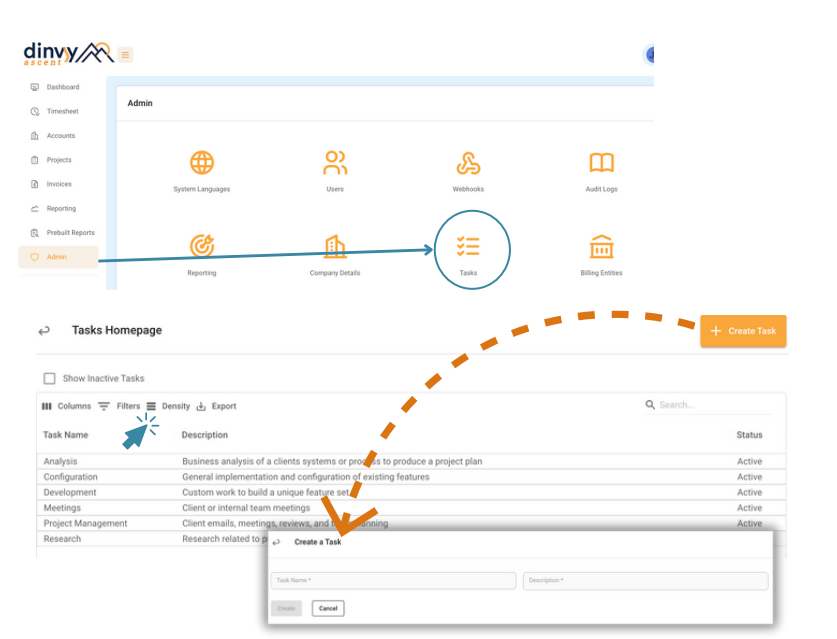 dinvy
ascent
Dashboard
Timesheet
Accounts
Projects
Invoices
Reporting
Prebuilt Reports
Admin
Admin
System Languages Users Webhooks Audit Logs
Reporting Company Details Tasks Billing Entities
Tasks Homepage
+ Create Task
Show Inactive Tasks
Columns Filters Density Export Search...
Task Name Description Status
Analysis Business analysis of a clients systems or process to produce a project plan Active
Configuration General implementation and configuration of existing features Active
Development Custom work to build a unique feature set Active
Meetings Client or internal team meetings Active
Project Management Client emails, meetings, reviews, and planning Active
Research Research related to
Create a Task
Task Name * Description *
Create Cancel